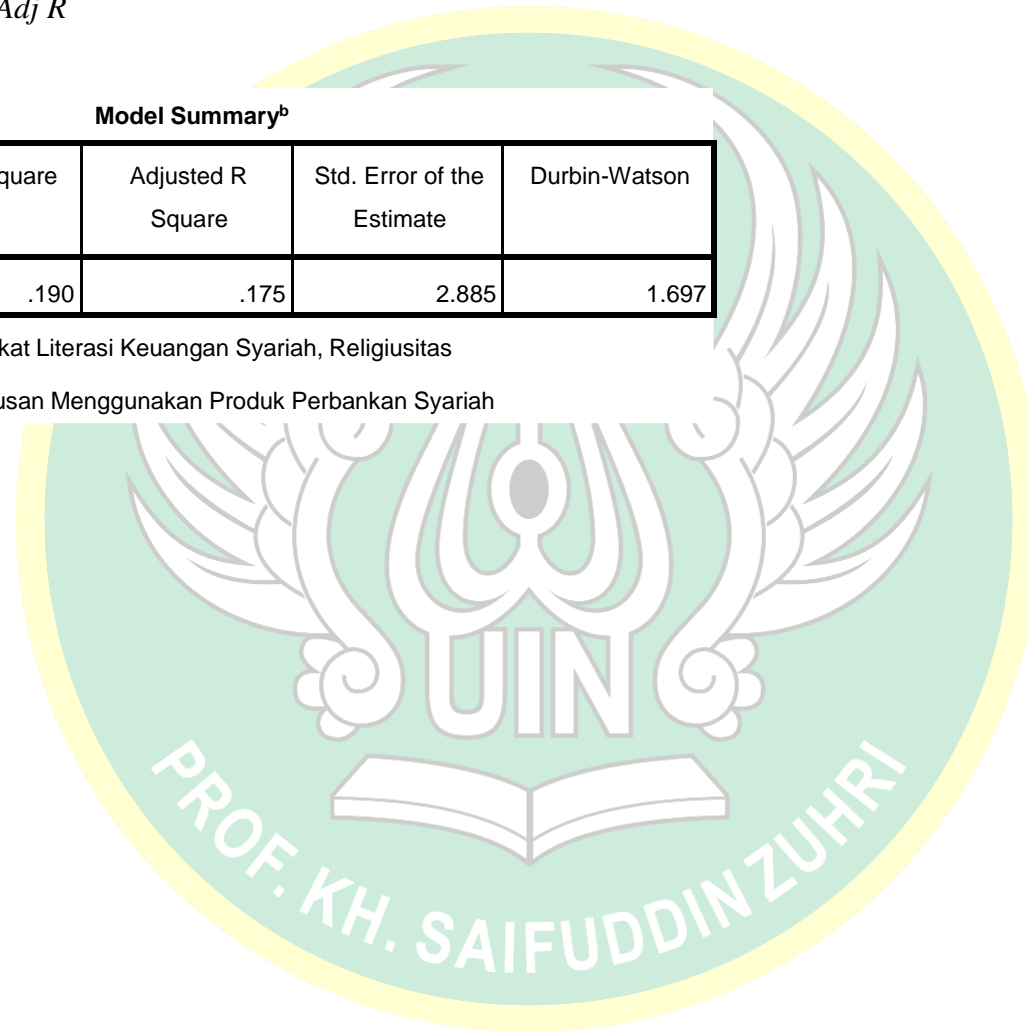 Adj R
Model Summaryb
quare Adjusted R Square Std. Error of the Estimate Durbin-Watson
.190 .175 2.885 1.697
kat Literasi Keuangan Syariah, Religiusitas
usan Menggunakan Produk Perbankan Syariah
UIN
PROF. KH. SAIFUDDIN ZUHRI